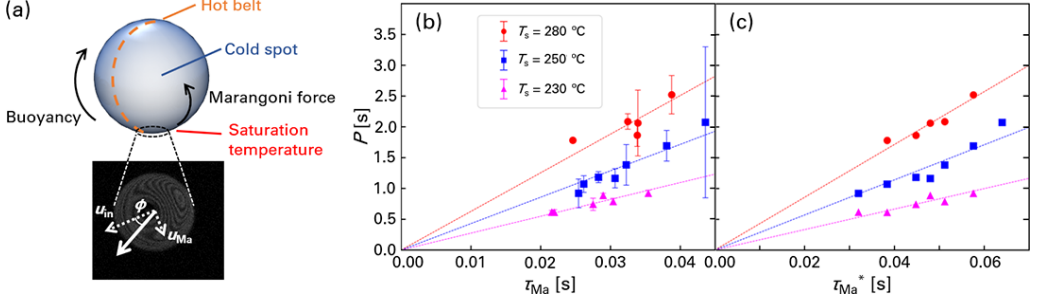 (a)
Hot belt
Cold spot
Buoyancy
Marangoni force
Saturation
temperature
ϕ
u_in
u_Ma
(b)
T_s = 280 °C
T_s = 250 °C
T_s = 230 °C
P [s]
3.5
3.0
2.5
2.0
1.5
1.0
0.5
0.0
0.00 0.01 0.02 0.03 0.04
τ_Ma [s]
(c)
0.00 0.02 0.04 0.06
τ_Ma* [s]